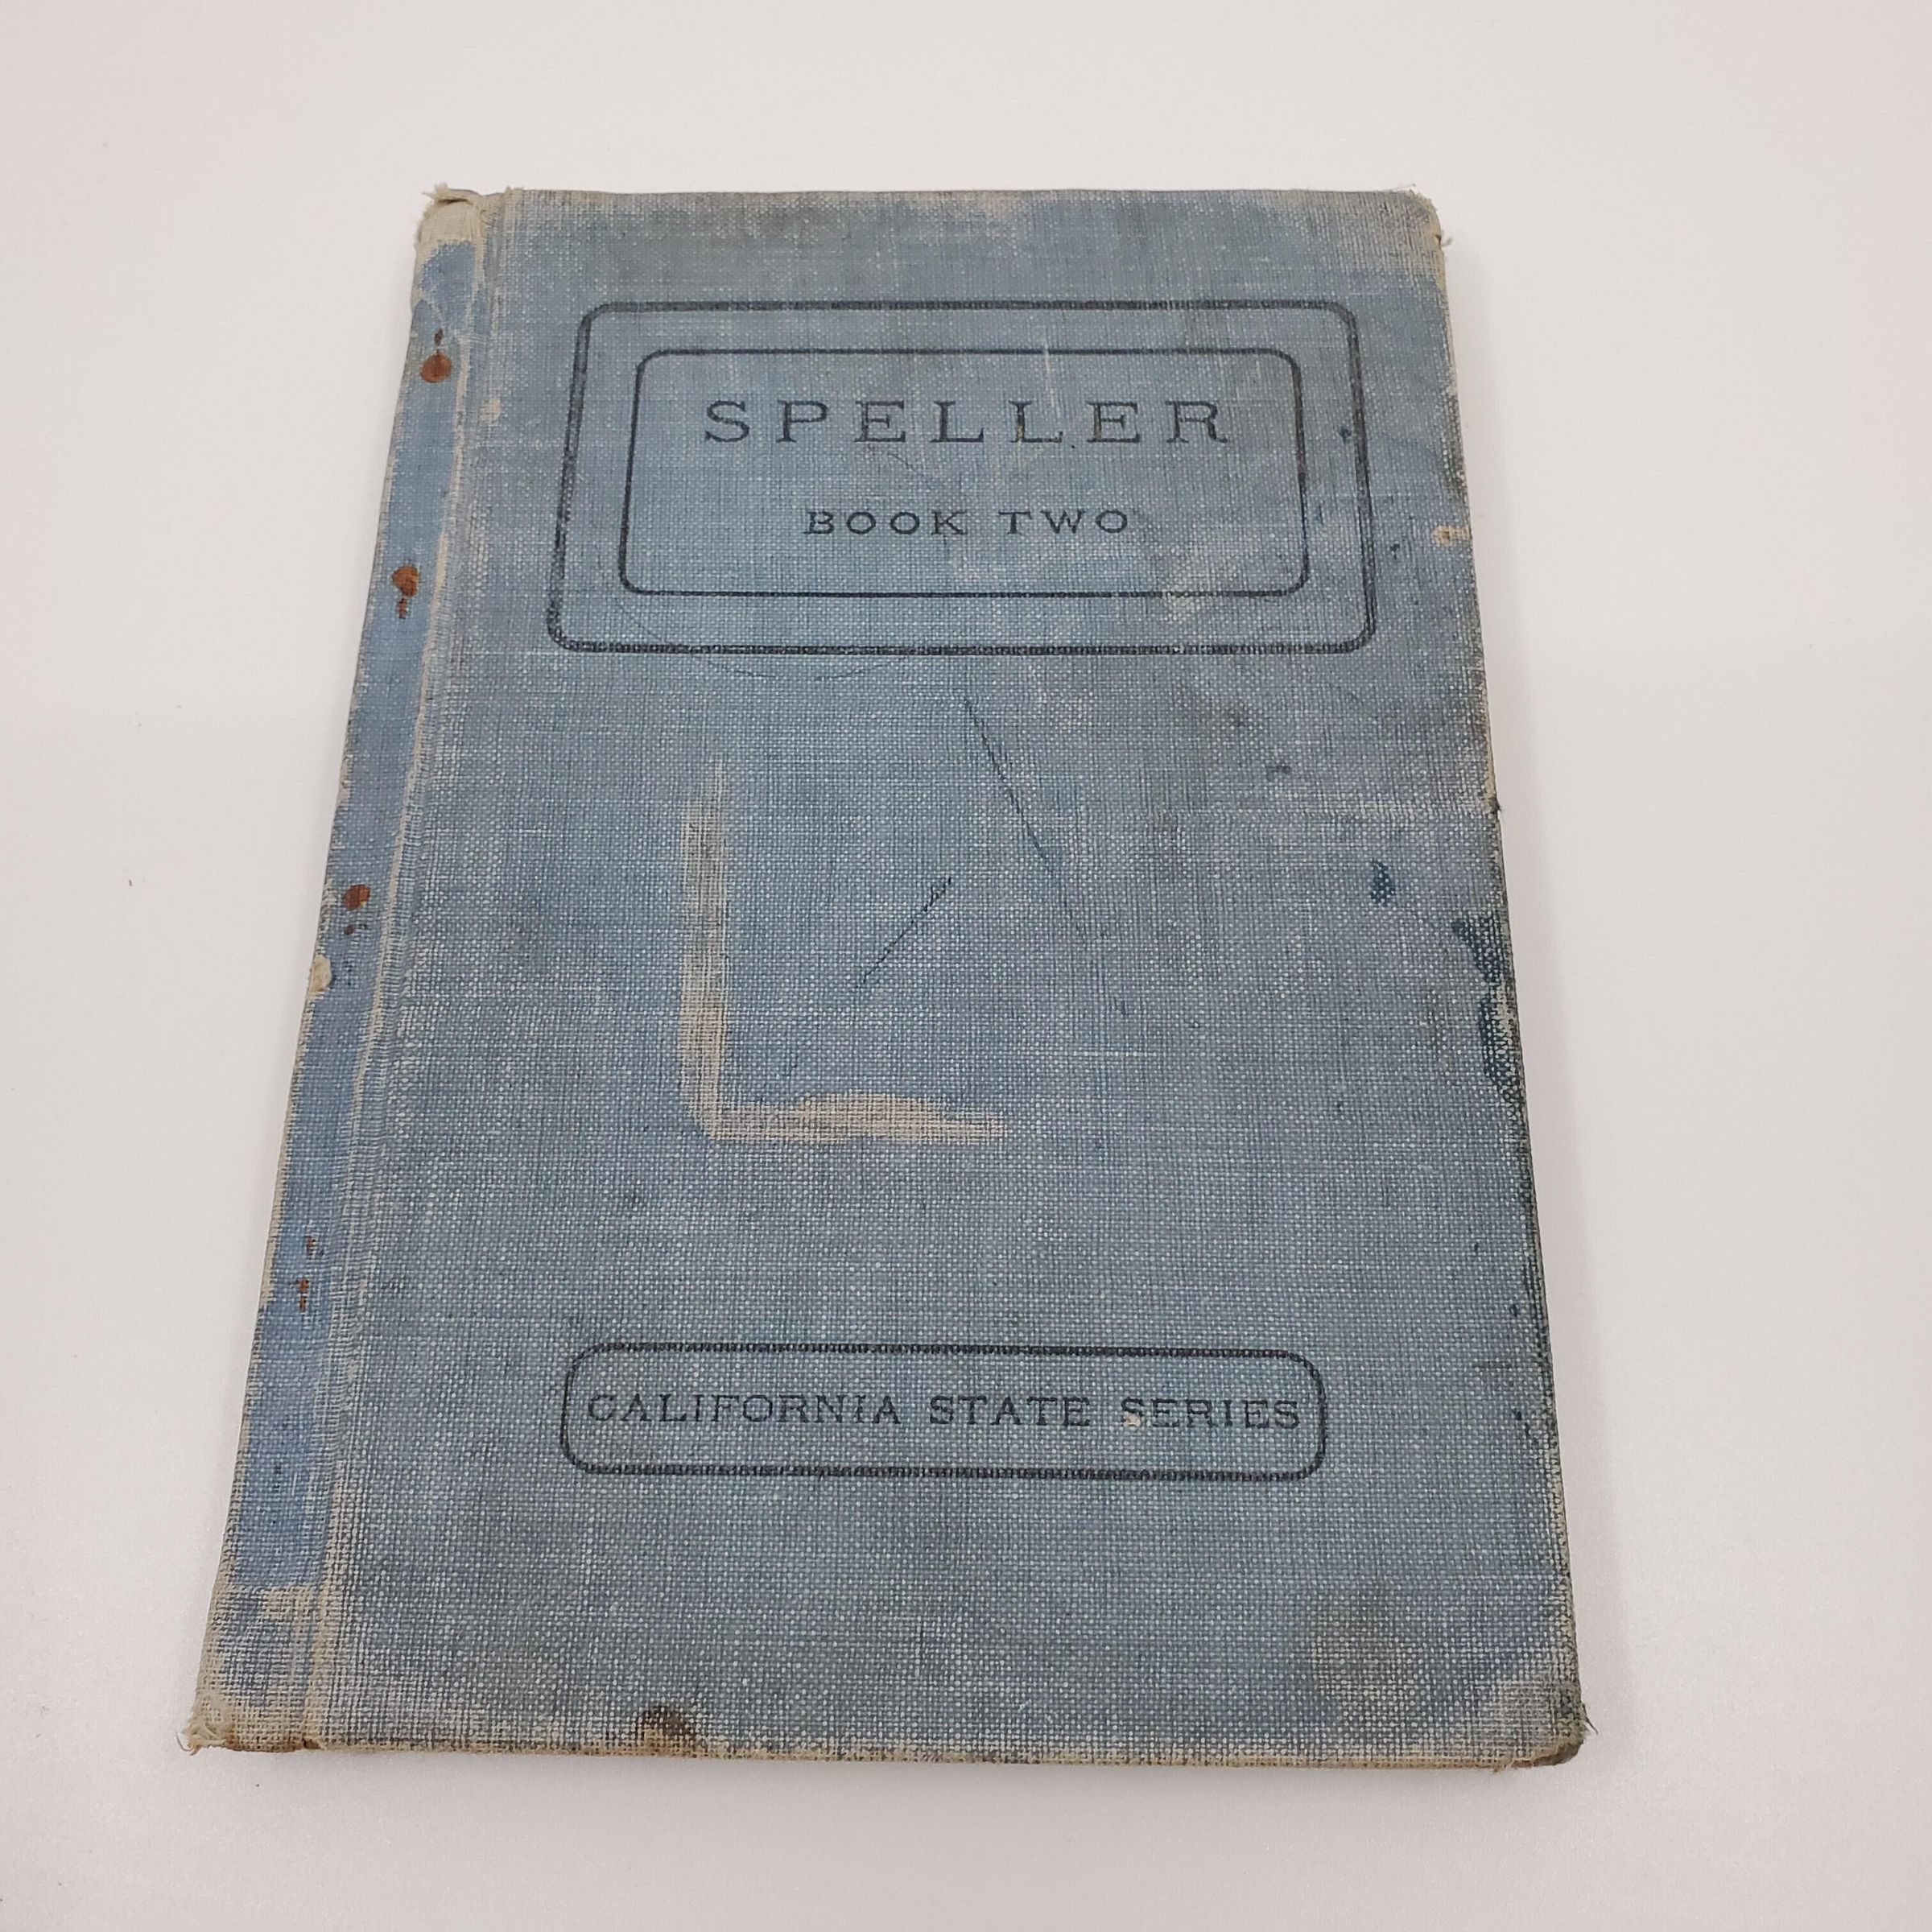 SPELLER
BOOK TWO
CALIFORNIA STATE SERIES